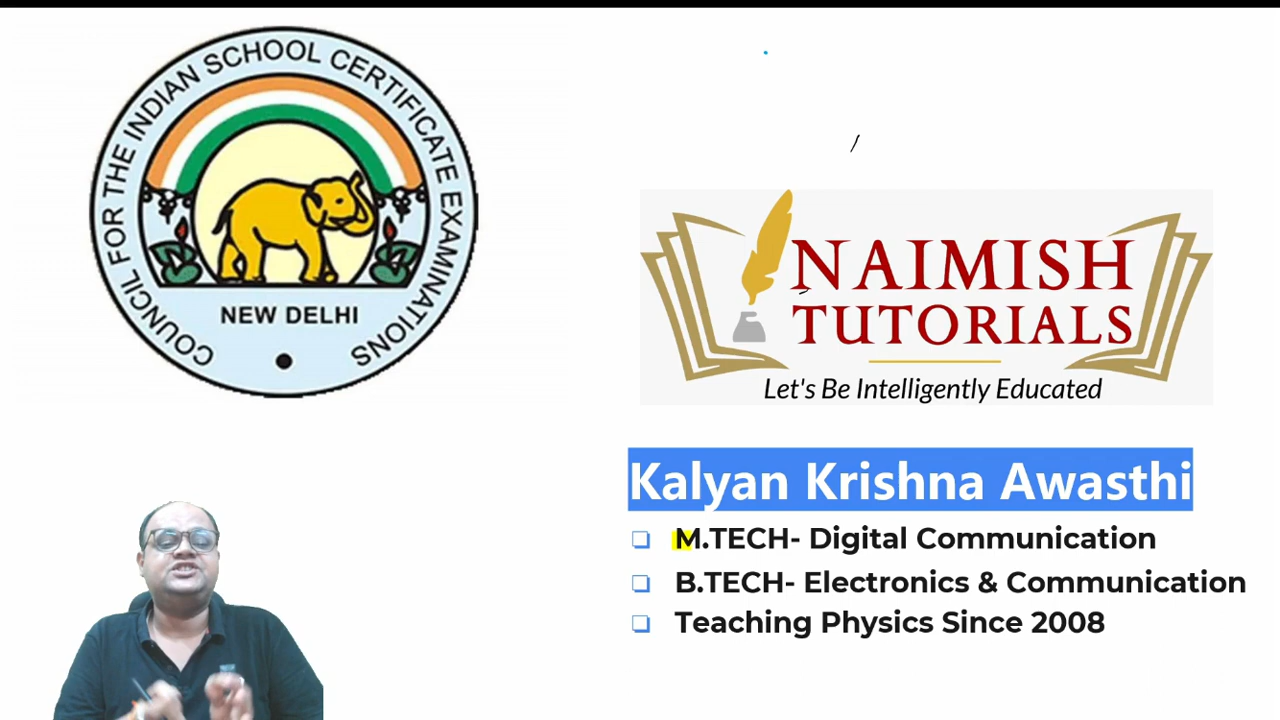 COUNCIL FOR THE INDIAN SCHOOL CERTIFICATE EXAMINATIONS
NEW DELHI
NAIMISH
TUTORIALS
Let's Be Intelligently Educated
Kalyan Krishna Awasthi
M.TECH- Digital Communication
B.TECH- Electronics & Communication
Teaching Physics Since 2008